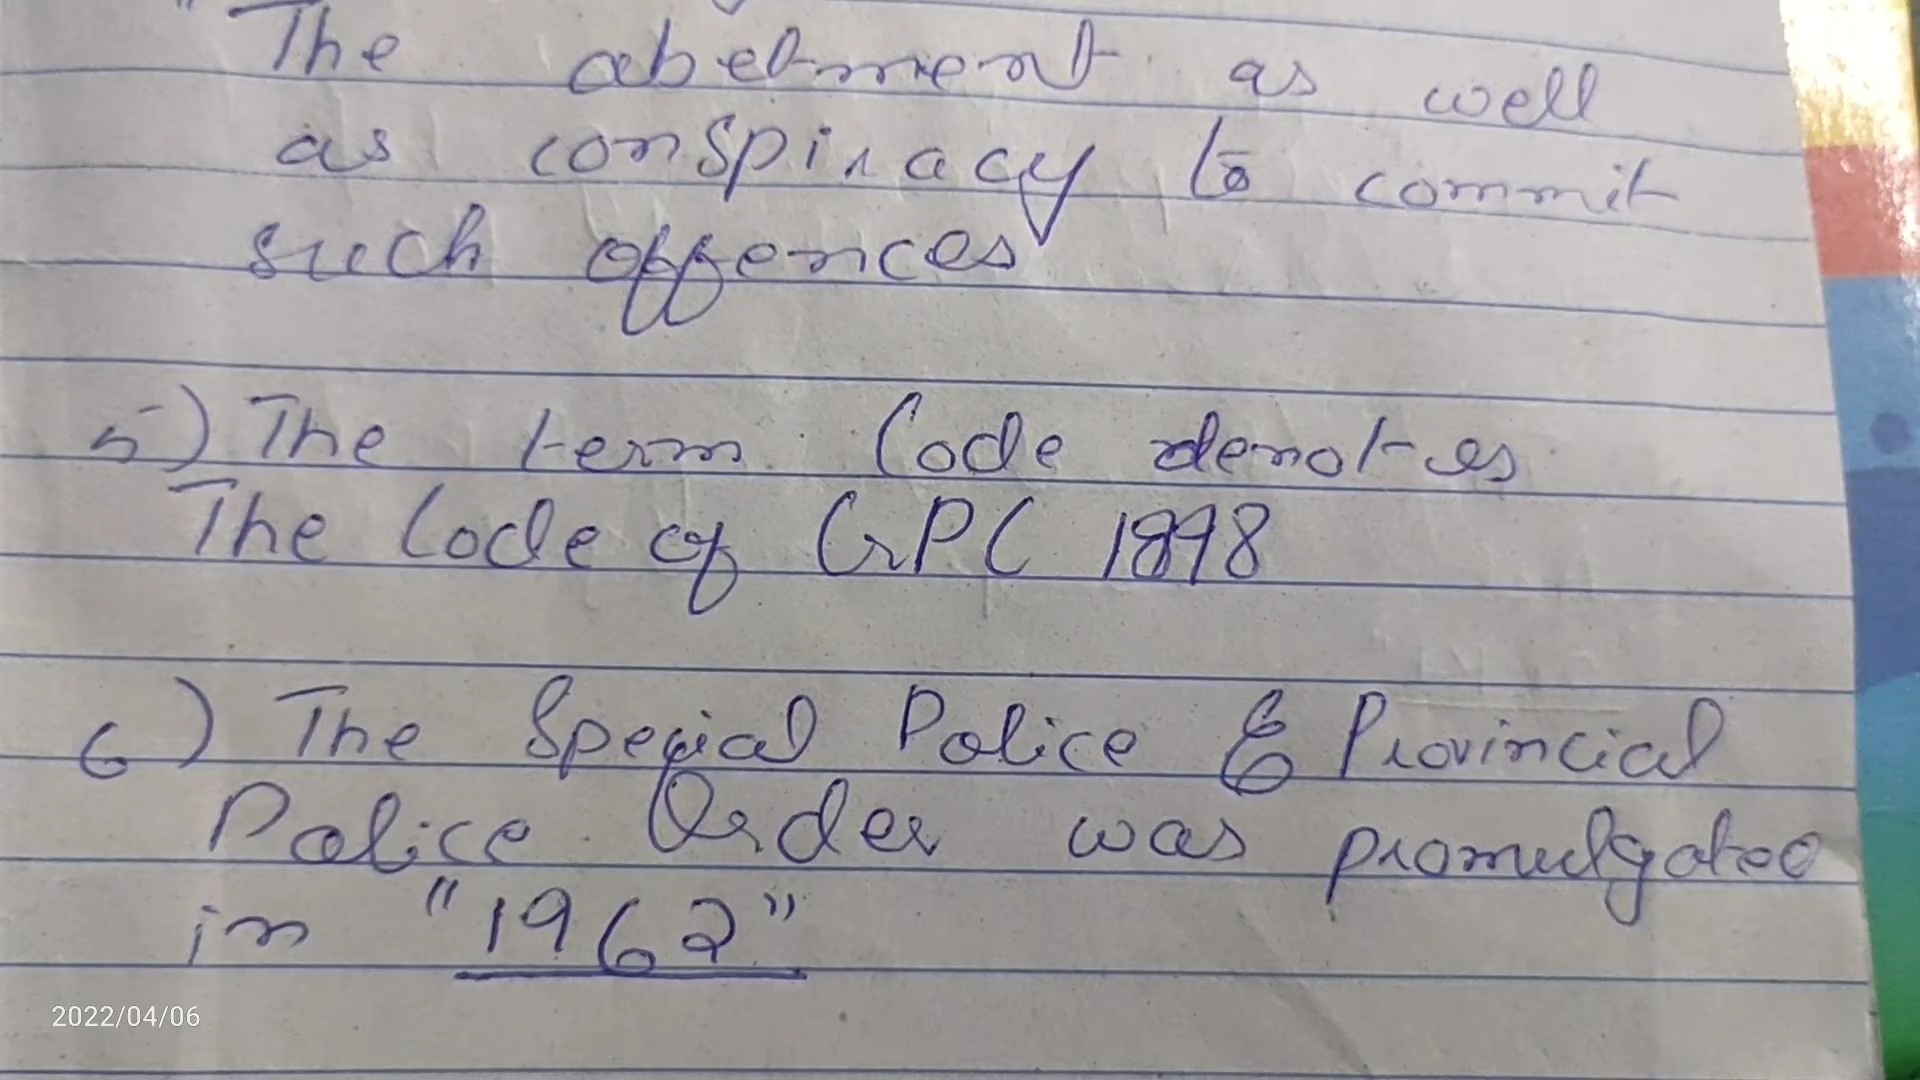 "The abetment as well
as conspiracy to commit
such offences"
5) The term Code denotes
The Code of CrPC 1898
6) The Special Police & Provincial
Police Order was promulgated
in "1962"
2022/04/06